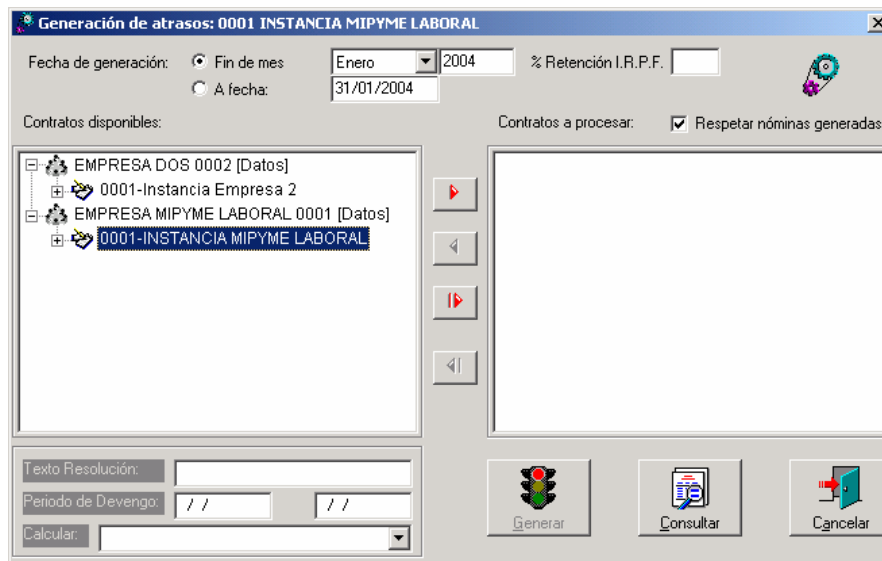 Generación de atrasos: 0001 INSTANCIA MIPYME LABORAL
Fecha de generación: Fin de mes Enero 2004 % Retención I.R.P.F.
A fecha: 31/01/2004
Contratos disponibles: Contratos a procesar: Respetar nóminas generadas
EMPRESA DOS 0002 [Datos]
0001-Instancia Empresa 2
EMPRESA MIPYME LABORAL 0001 [Datos]
0001-INSTANCIA MIPYME LABORAL
Texto Resolución:
Periodo de Devengo: / / / /
Calcular:
Generar Consultar Cancelar